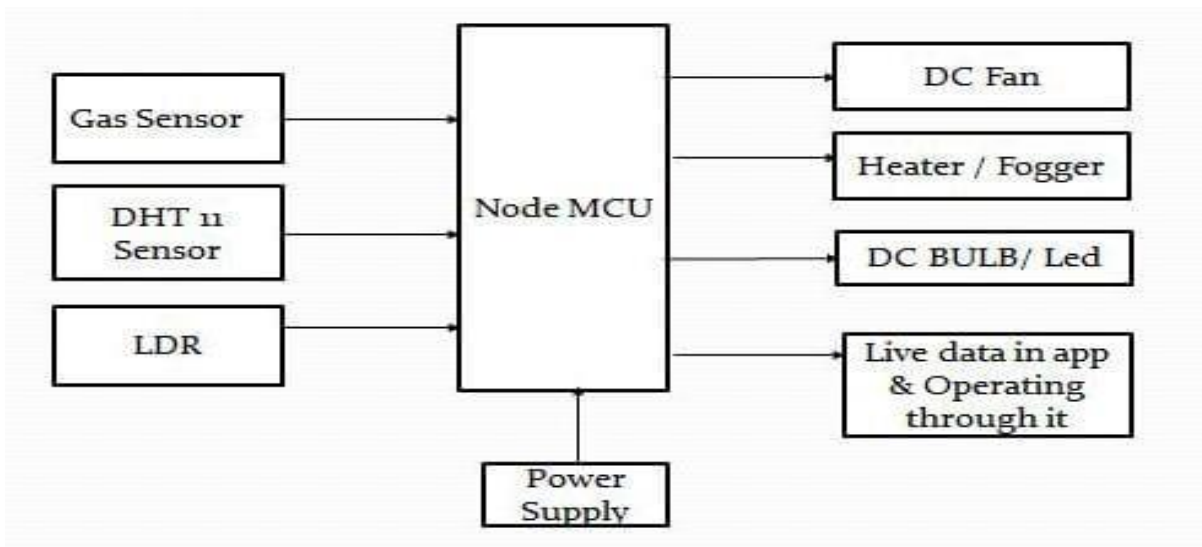 Gas Sensor
DHT 11
Sensor
LDR
Node MCU
Power
Supply
DC Fan
Heater / Fogger
DC BULB/ Led
Live data in app
& Operating
through it